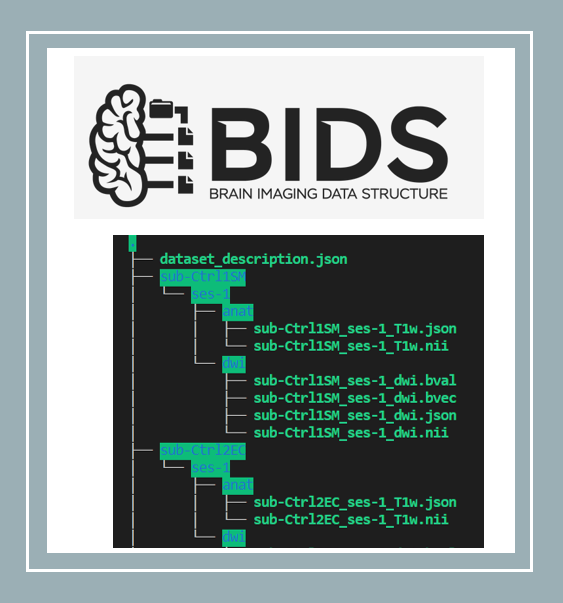 BIDS
BRAIN IMAGING DATA STRUCTURE
.
├── dataset_description.json
├── sub-Ctrl1SM
│   └── ses-1
│       ├── anat
│       │   ├── sub-Ctrl1SM_ses-1_T1w.json
│       │   └── sub-Ctrl1SM_ses-1_T1w.nii
│       └── dwi
│           ├── sub-Ctrl1SM_ses-1_dwi.bval
│           ├── sub-Ctrl1SM_ses-1_dwi.bvec
│           ├── sub-Ctrl1SM_ses-1_dwi.json
│           └── sub-Ctrl1SM_ses-1_dwi.nii
├── sub-Ctrl2EC
│   └── ses-1
│       ├── anat
│       │   ├── sub-Ctrl2EC_ses-1_T1w.json
│       │   └── sub-Ctrl2EC_ses-1_T1w.nii
│       └── dwi